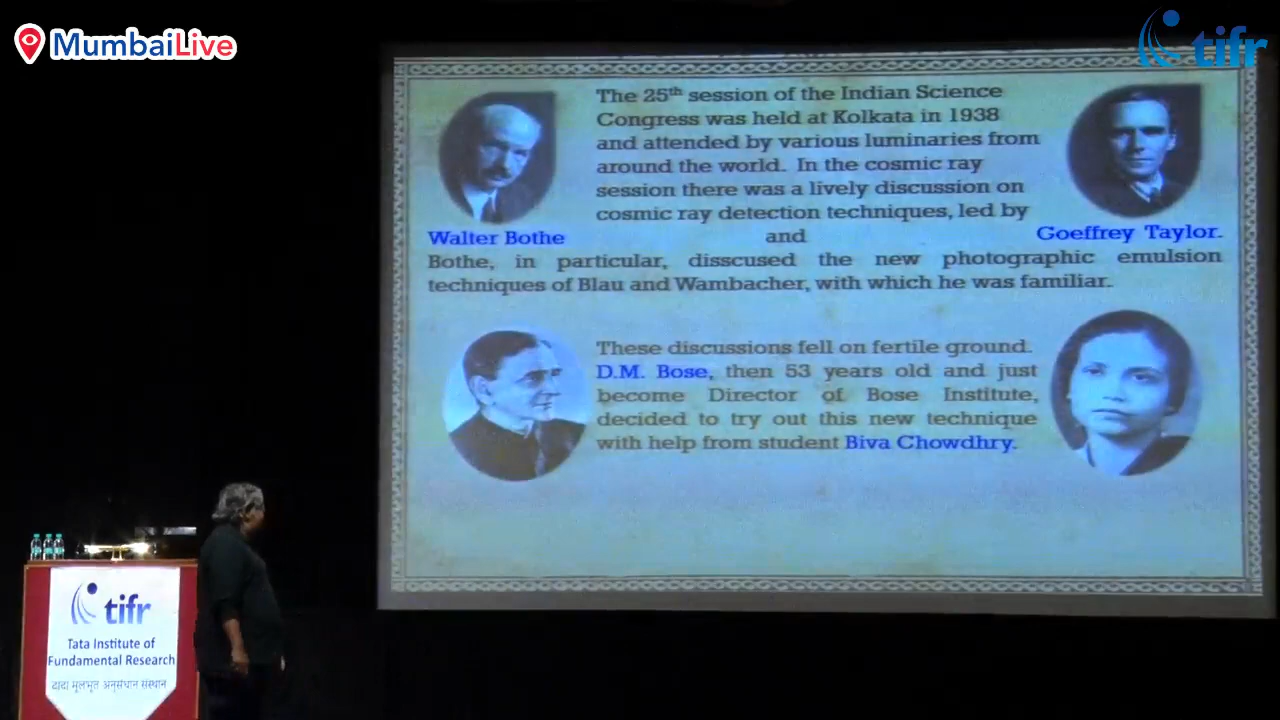 MumbaiLive
tifr
The 25th session of the Indian Science
Congress was held at Kolkata in 1938
and attended by various luminaries from
around the world. In the cosmic ray
session there was a lively discussion on
cosmic ray detection techniques, led by
Walter Bothe and Goeffrey Taylor.
Bothe, in particular, disscused the new photographic emulsion
techniques of Blau and Wambacher, with which he was familiar.
These discussions fell on fertile ground.
D.M. Bose, then 53 years old and just
become Director of Bose Institute,
decided to try out this new technique
with help from student Biva Chowdhry.
tifr
Tata Institute of
Fundamental Research
टाटा मूलभूत अनुसंधान संस्थान